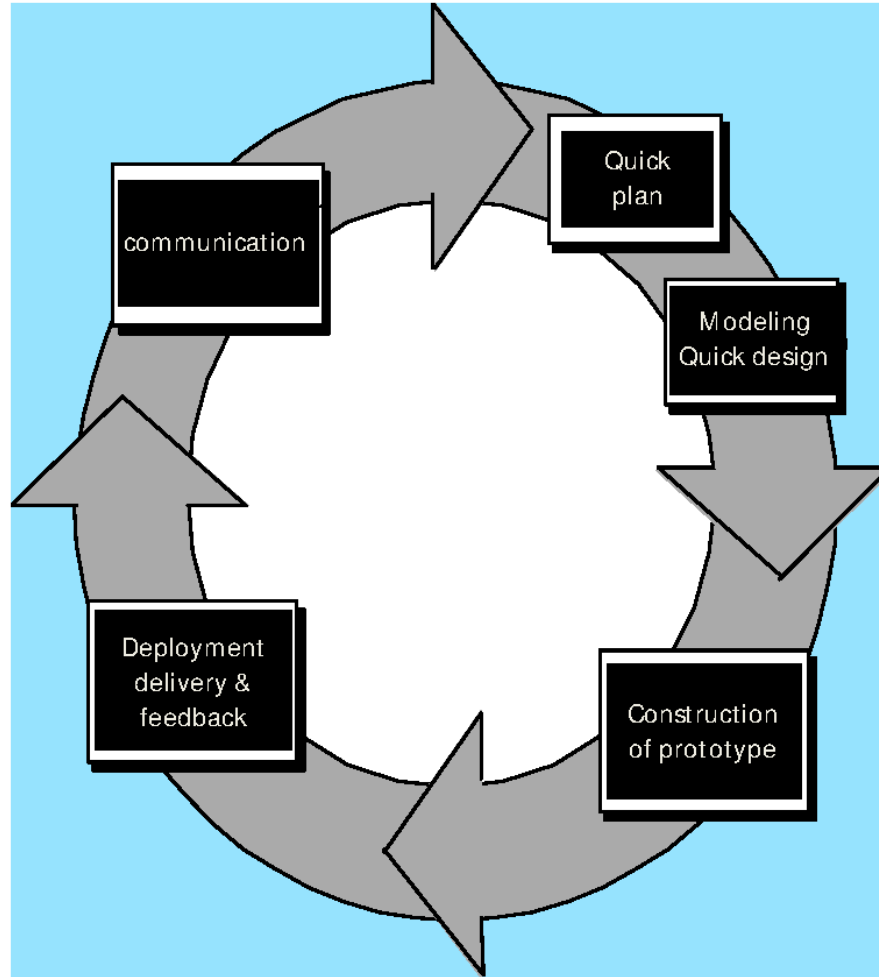 communication
Quick
plan
Modeling
Quick design
Construction
of prototype
Deployment
delivery &
feedback